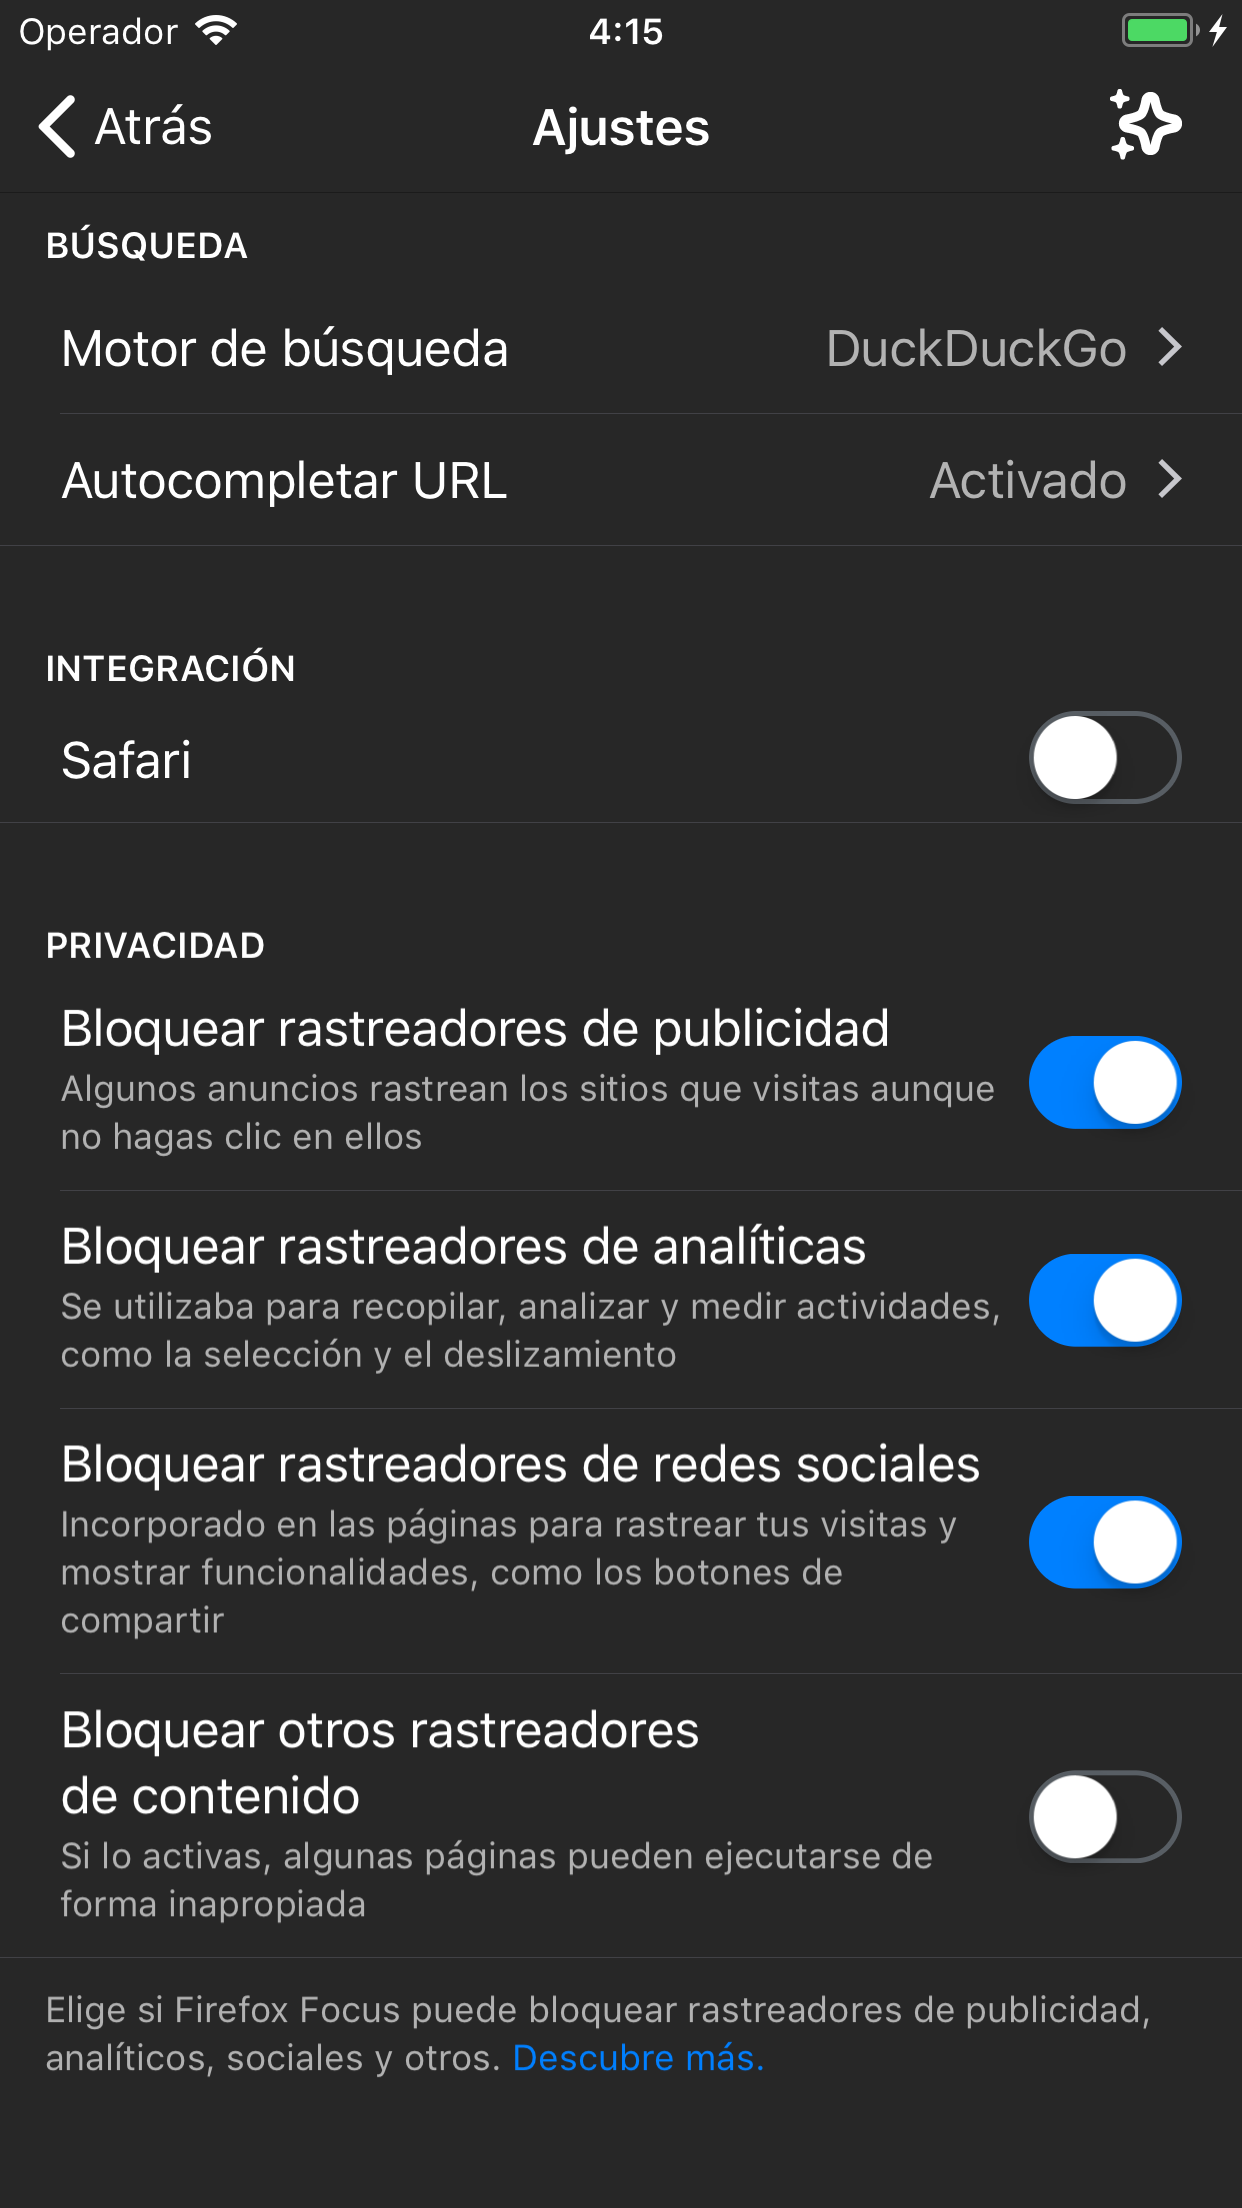 Operador
4:15
Atrás
Ajustes
BÚSQUEDA
Motor de búsqueda
DuckDuckGo
Autocompletar URL
Activado
INTEGRACIÓN
Safari
PRIVACIDAD
Bloquear rastreadores de publicidad
Algunos anuncios rastrean los sitios que visitas aunque
no hagas clic en ellos
Bloquear rastreadores de analíticas
Se utilizaba para recopilar, analizar y medir actividades,
como la selección y el deslizamiento
Bloquear rastreadores de redes sociales
Incorporado en las páginas para rastrear tus visitas y
mostrar funcionalidades, como los botones de
compartir
Bloquear otros rastreadores
de contenido
Si lo activas, algunas páginas pueden ejecutarse de
forma inapropiada
Elige si Firefox Focus puede bloquear rastreadores de publicidad,
analíticos, sociales y otros. Descubre más.